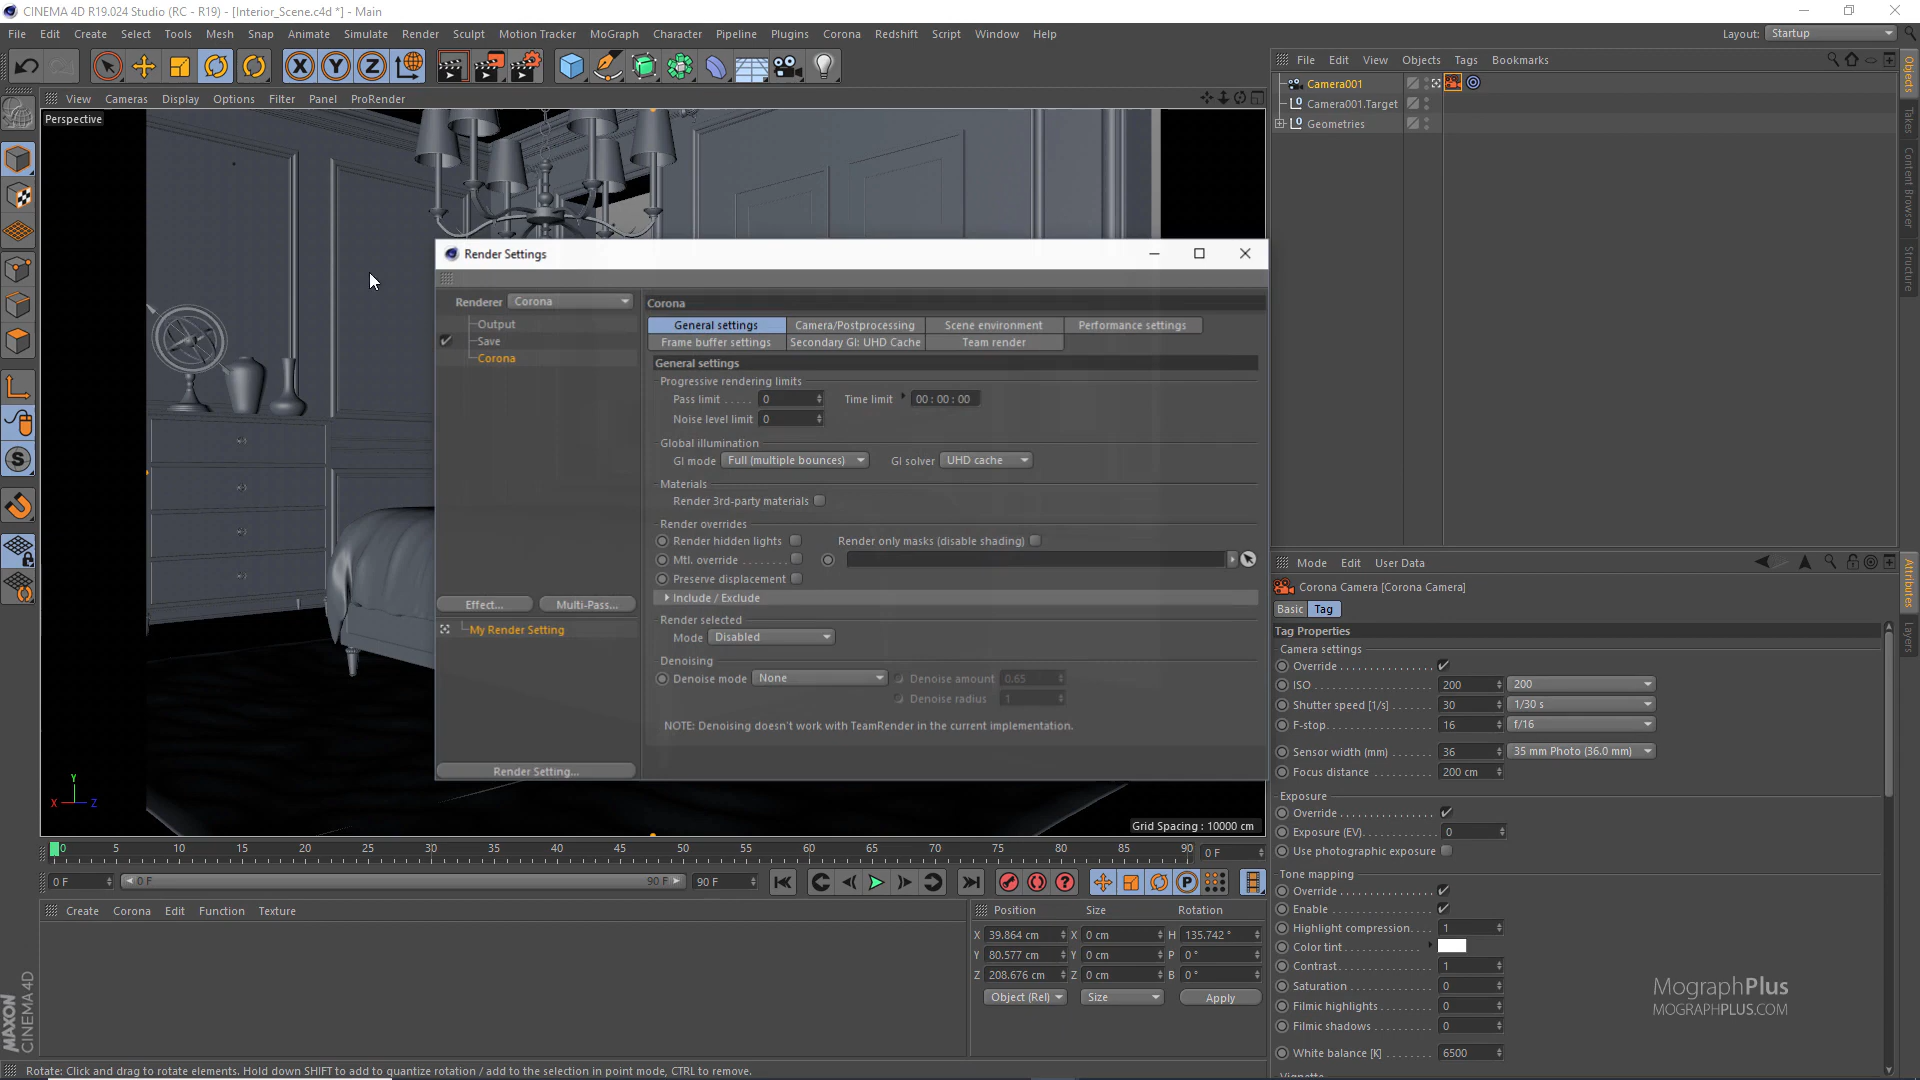 CINEMA 4D R19.024 Studio (RC - R19) - [Interior_Scene.c4d *] - Main
File Edit Create Select Tools Mesh Snap Animate Simulate Render Sculpt Motion Tracker MoGraph Character Pipeline Plugins Corona Redshift Script Window Help Layout: Startup
File Edit View Objects Tags Bookmarks
View Cameras Display Options Filter Panel ProRender
Perspective
Camera001
Camera001.Target
Geometries
Objects
Takes
Content Browser
Structure
Render Settings
Renderer Corona
Output
Save
Corona
Effect... Multi-Pass...
My Render Setting
Render Setting...
Corona
General settings Camera/Postprocessing Scene environment Performance settings
Frame buffer settings Secondary GI: UHD Cache Team render
General settings
Progressive rendering limits
Pass limit . . . . . 0 Time limit 00 : 00 : 00
Noise level limit 0
Global illumination
GI mode Full (multiple bounces) GI solver UHD cache
Materials
Render 3rd-party materials
Render overrides
Render hidden lights Render only masks (disable shading)
Mtl. override . . . . . . . .
Preserve displacement
Include / Exclude
Render selected
Mode Disabled
Denoising
Denoise mode None Denoise amount 0.65
Denoise radius 1
NOTE: Denoising doesn't work with TeamRender in the current implementation.
Y
X Z
Grid Spacing : 10000 cm
Mode Edit User Data
Corona Camera [Corona Camera]
Basic Tag
Attributes
Layers
Tag Properties
Camera settings
Override . . . . . . . . . . . . . . . .
ISO . . . . . . . . . . . . . . . . . . . . . 200 200
Shutter speed [1/s] . . . . . . . 30 1/30 s
F-stop. . . . . . . . . . . . . . . . . . 16 f/16
Sensor width (mm) . . . . . . . 36 35 mm Photo (36.0 mm)
Focus distance . . . . . . . . . . 200 cm
Exposure
Override . . . . . . . . . . . . . . . .
Exposure (EV). . . . . . . . . . . . 0
Use photographic exposure
Tone mapping
Override . . . . . . . . . . . . . . . .
Enable . . . . . . . . . . . . . . . . . .
Highlight compression. . . . 1
Color tint . . . . . . . . . . . . . .
Contrast. . . . . . . . . . . . . . . . 1
Saturation . . . . . . . . . . . . . . 0
Filmic highlights . . . . . . . . . 0
Filmic shadows . . . . . . . . . . 0
White balance [K] . . . . . . . . 6500
Vignette
0 5 10 15 20 25 30 35 40 45 50 55 60 65 70 75 80 85 90 0 F
0 F 0 F 90 F 90 F
Create Corona Edit Function Texture
Position Size Rotation
X 39.864 cm X 0 cm H 135.742 °
Y 80.577 cm Y 0 cm P 0 °
Z 208.676 cm Z 0 cm B 0 °
Object (Rel) Size Apply
MographPlus
MOGRAPHPLUS.COM
MAXON
CINEMA 4D
Rotate: Click and drag to rotate elements. Hold down SHIFT to add to quantize rotation / add to the selection in point mode, CTRL to remove.